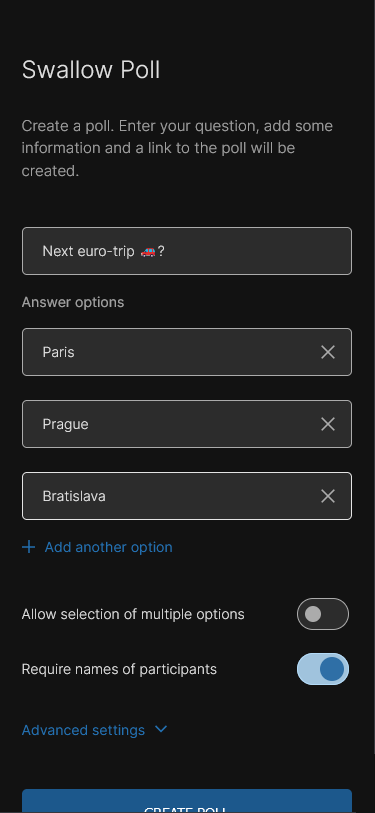 Swallow Poll
Create a poll. Enter your question, add some
information and a link to the poll will be
created.
Next euro-trip 🚗?
Answer options
Paris
Prague
Bratislava
Add another option
Allow selection of multiple options
Require names of participants
Advanced settings
CREATE POLL